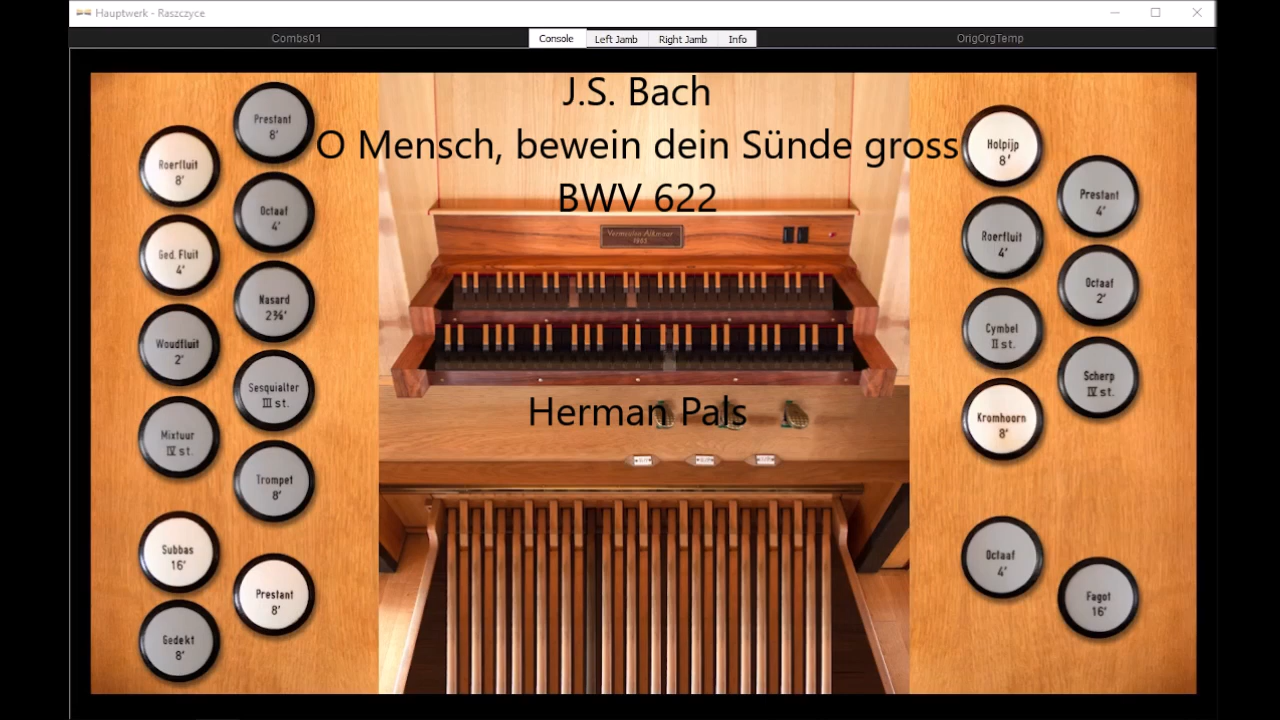 Hauptwerk - Raszczyce
Combs01
Console
Left Jamb
Right Jamb
Info
OrigOrgTemp
J.S. Bach
O Mensch, bewein dein Sünde gross
BWV 622
Herman Pals
Prestant
8'
Roerfluit
8'
Octaaf
4'
Ged. Fluit
4'
Nasard
2⅔'
Woudfluit
2'
Sesquialter
III st.
Mixtuur
IV st.
Trompet
8'
Subbas
16'
Prestant
8'
Gedekt
8'
Vermeulen Alkmaar
Holpijp
8'
Prestant
4'
Roerfluit
4'
Octaaf
2'
Cymbel
II st.
Scherp
IV st.
Kromhoorn
8'
Octaaf
4'
Fagot
16'